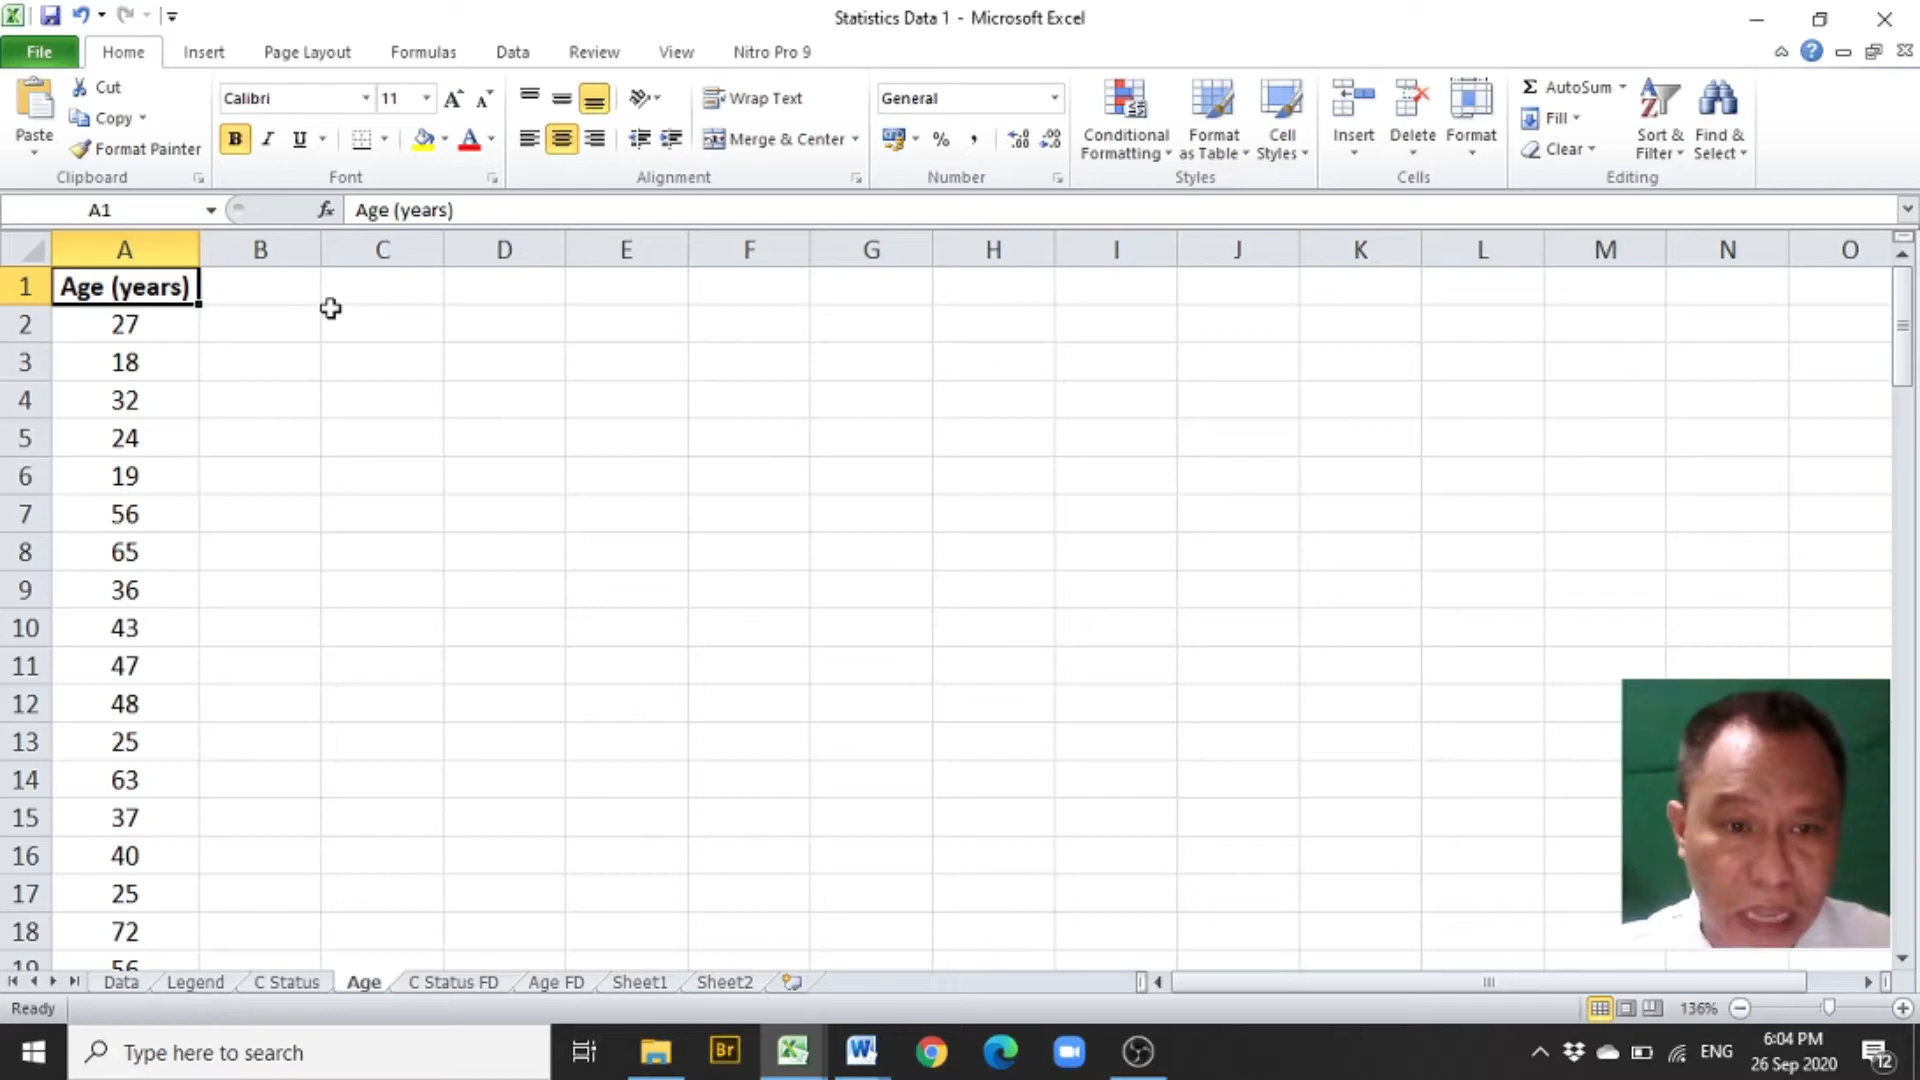 Statistics Data 1 - Microsoft Excel
File Home Insert Page Layout Formulas Data Review View Nitro Pro 9
Paste Cut Copy Format Painter
Clipboard
Calibri 11
B I U A
Font
Wrap Text
Merge & Center
Alignment
General
% ,
Number
Conditional Formatting Format as Table Cell Styles
Styles
Insert Delete Format
Cells
Σ AutoSum Fill Clear Sort & Filter Find & Select
Editing
A1 fx Age (years)
A B C D E F G H I J K L M N O
1 Age (years)
2 27
3 18
4 32
5 24
6 19
7 56
8 65
9 36
10 43
11 47
12 48
13 25
14 63
15 37
16 40
17 25
18 72
19 56
Data Legend C Status Age C Status FD Age FD Sheet1 Sheet2
Ready 136%
Type here to search Br ENG 6:04 PM
26 Sep 2020 12